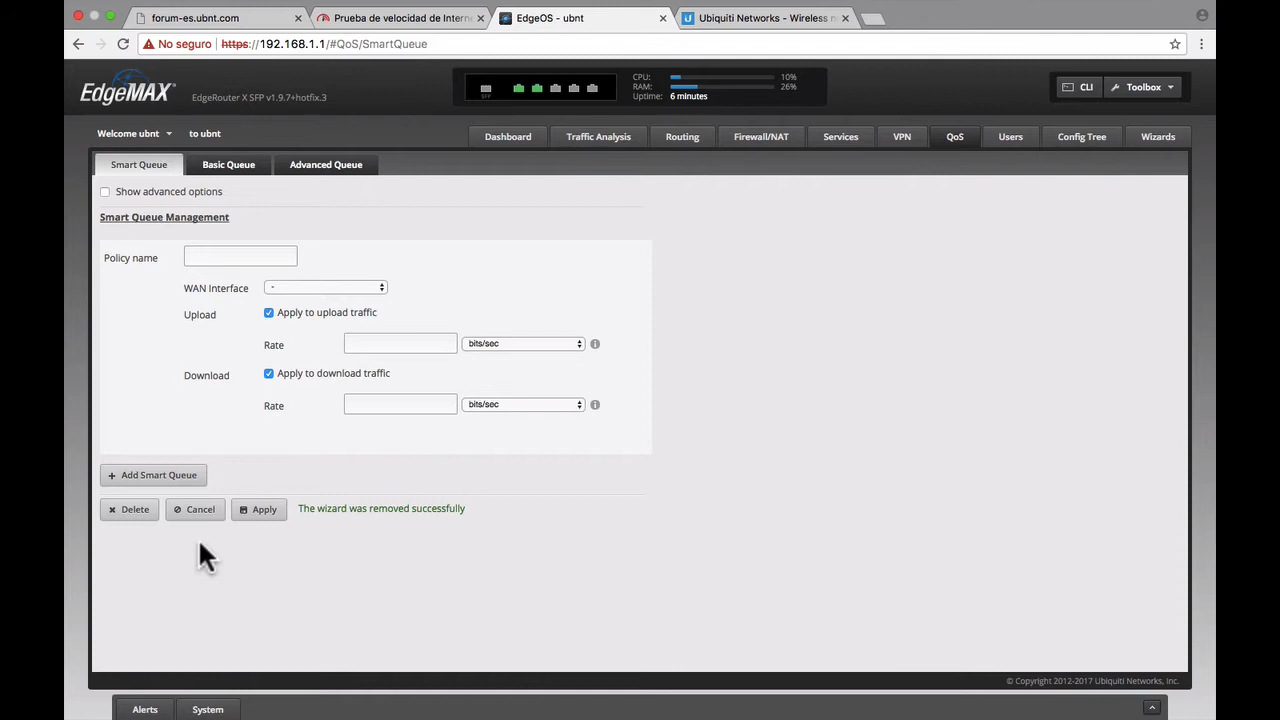 forum-es.ubnt.com
Prueba de velocidad de Intern
EdgeOS - ubnt
Ubiquiti Networks - Wireless n
No seguro https://192.168.1.1/#QoS/SmartQueue
EdgeMAX®
EdgeRouter X SFP v1.9.7+hotfix.3
SFP
CPU: 10%
RAM: 26%
Uptime: 6 minutes
CLI
Toolbox
Welcome ubnt to ubnt
Dashboard Traffic Analysis Routing Firewall/NAT Services VPN QoS Users Config Tree Wizards
Smart Queue Basic Queue Advanced Queue
Show advanced options
Smart Queue Management
Policy name
WAN Interface -
Upload Apply to upload traffic
Rate bits/sec
Download Apply to download traffic
Rate bits/sec
+ Add Smart Queue
Delete Cancel Apply The wizard was removed successfully
© Copyright 2012-2017 Ubiquiti Networks, Inc.
Alerts System